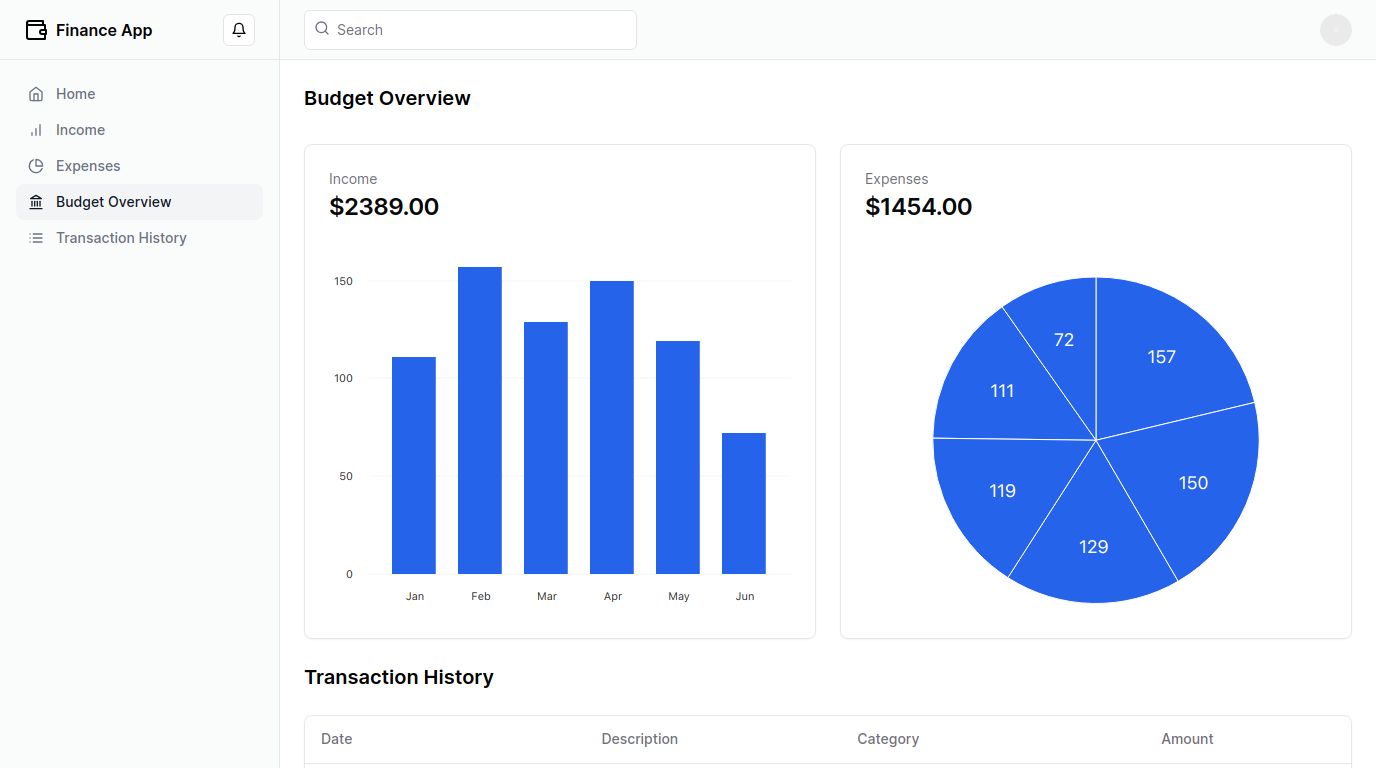 Finance App
Search
Home
Income
Expenses
Budget Overview
Transaction History
Budget Overview
Income
$2389.00
150
100
50
0
Jan Feb Mar Apr May Jun
Expenses
$1454.00
72
157
111
150
119
129
Transaction History
Date Description Category Amount